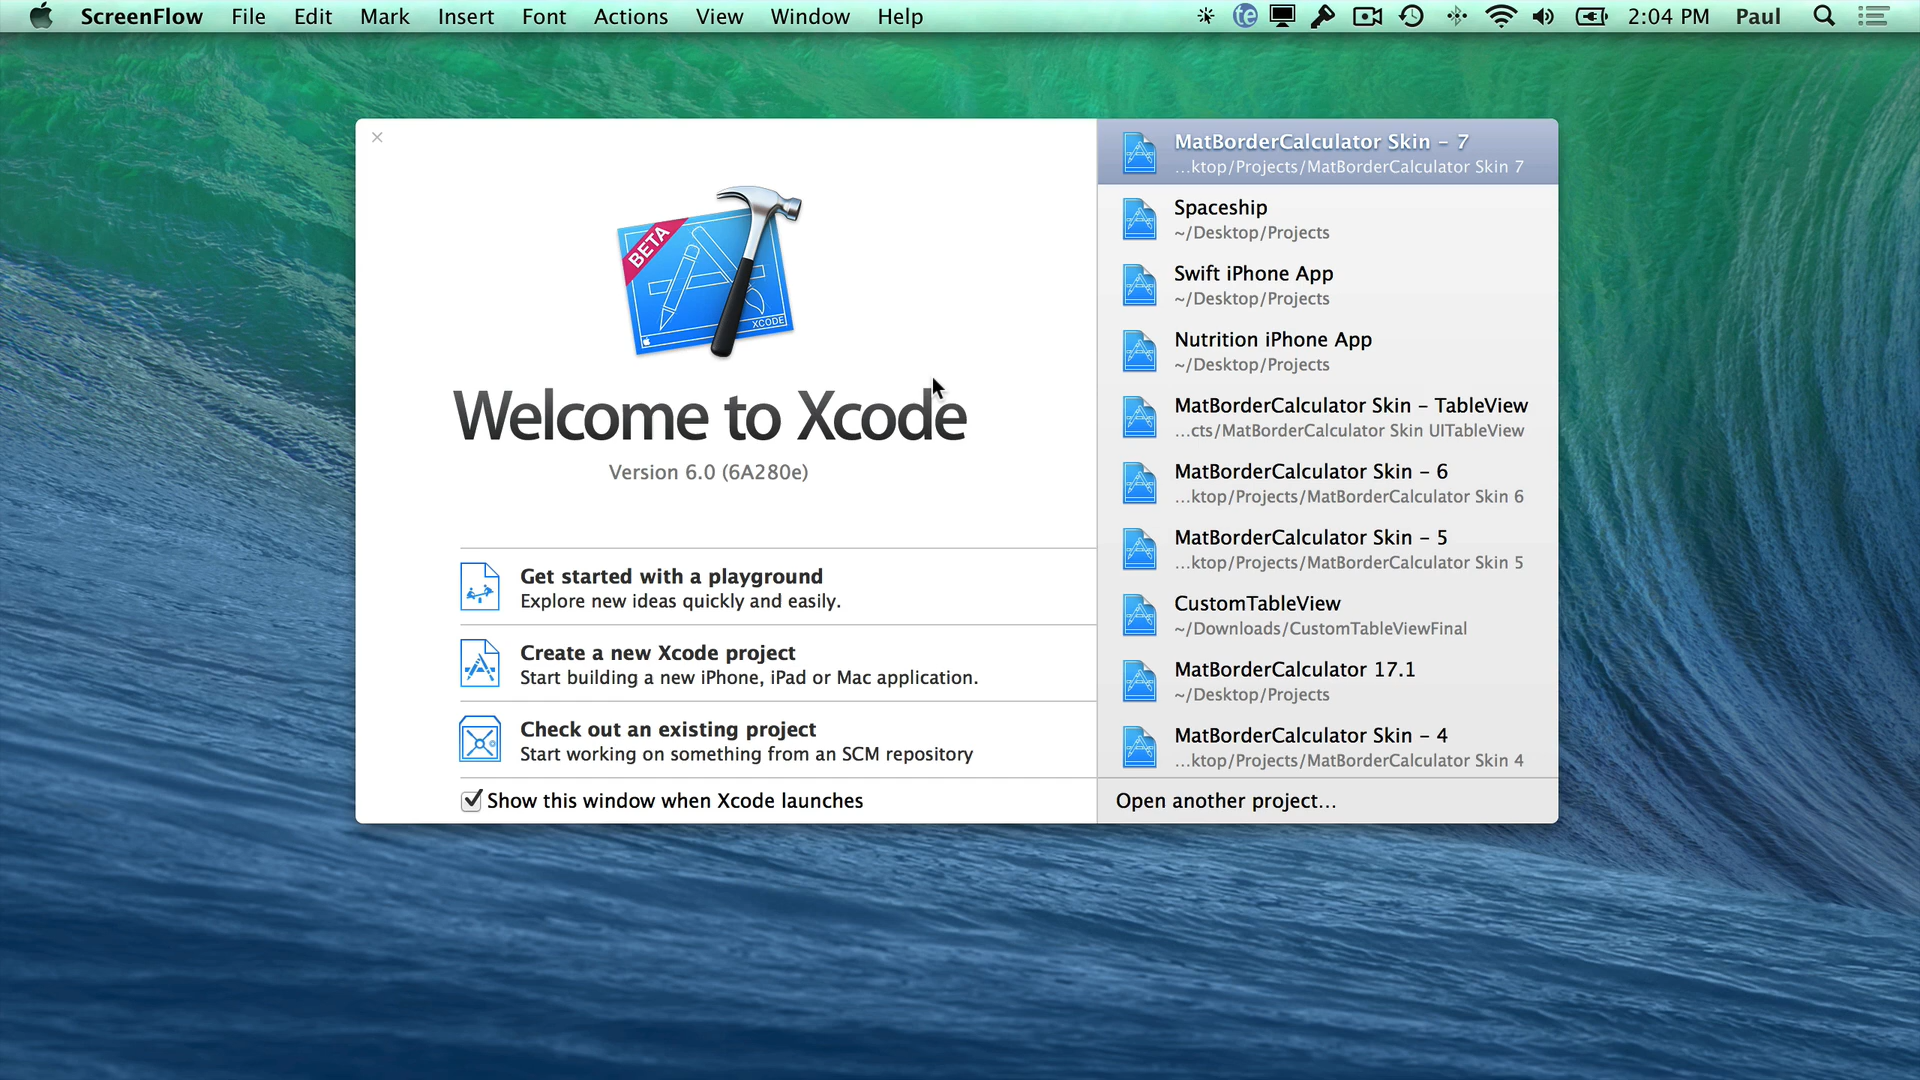 ScreenFlow File Edit Mark Insert Font Actions View Window Help te 2:04 PM Paul
BETA
XCODE
Welcome to Xcode
Version 6.0 (6A280e)
Get started with a playground
Explore new ideas quickly and easily.
Create a new Xcode project
Start building a new iPhone, iPad or Mac application.
Check out an existing project
Start working on something from an SCM repository
Show this window when Xcode launches
MatBorderCalculator Skin – 7
...ktop/Projects/MatBorderCalculator Skin 7
Spaceship
~/Desktop/Projects
Swift iPhone App
~/Desktop/Projects
Nutrition iPhone App
~/Desktop/Projects
MatBorderCalculator Skin – TableView
...cts/MatBorderCalculator Skin UITableView
MatBorderCalculator Skin – 6
...ktop/Projects/MatBorderCalculator Skin 6
MatBorderCalculator Skin – 5
...ktop/Projects/MatBorderCalculator Skin 5
CustomTableView
~/Downloads/CustomTableViewFinal
MatBorderCalculator 17.1
~/Desktop/Projects
MatBorderCalculator Skin – 4
...ktop/Projects/MatBorderCalculator Skin 4
Open another project...